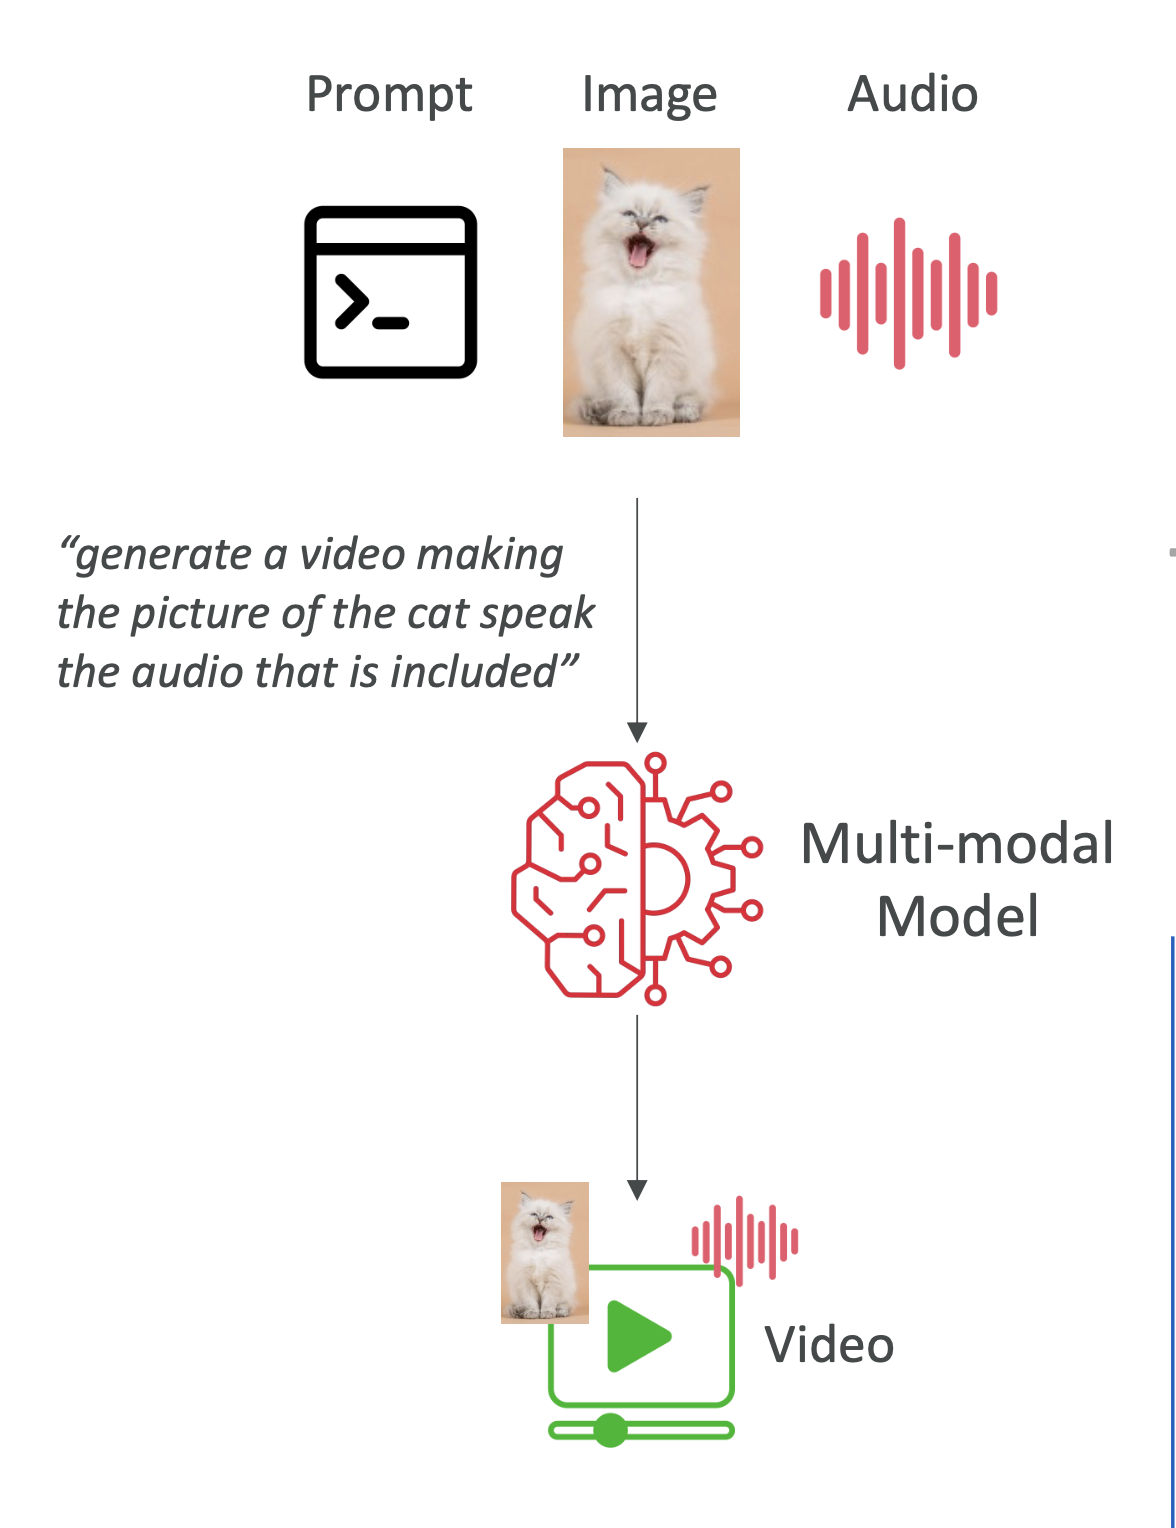 Prompt
Image
Audio
“generate a video making
the picture of the cat speak
the audio that is included”
Multi-modal
Model
Video